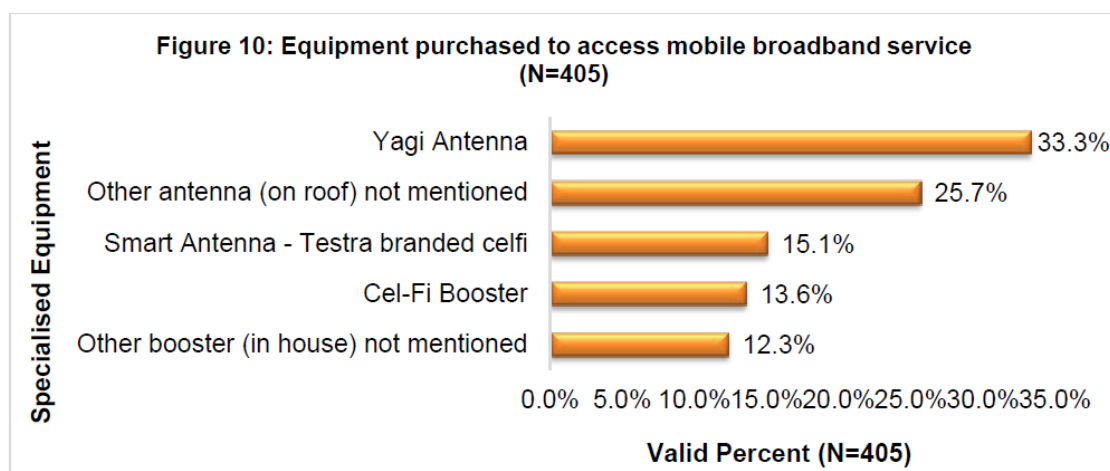 Figure 10: Equipment purchased to access mobile broadband service
(N=405)
Specialised Equipment
Yagi Antenna 33.3%
Other antenna (on roof) not mentioned 25.7%
Smart Antenna - Testra branded celfi 15.1%
Cel-Fi Booster 13.6%
Other booster (in house) not mentioned 12.3%
0.0% 5.0% 10.0% 15.0% 20.0% 25.0% 30.0% 35.0%
Valid Percent (N=405)